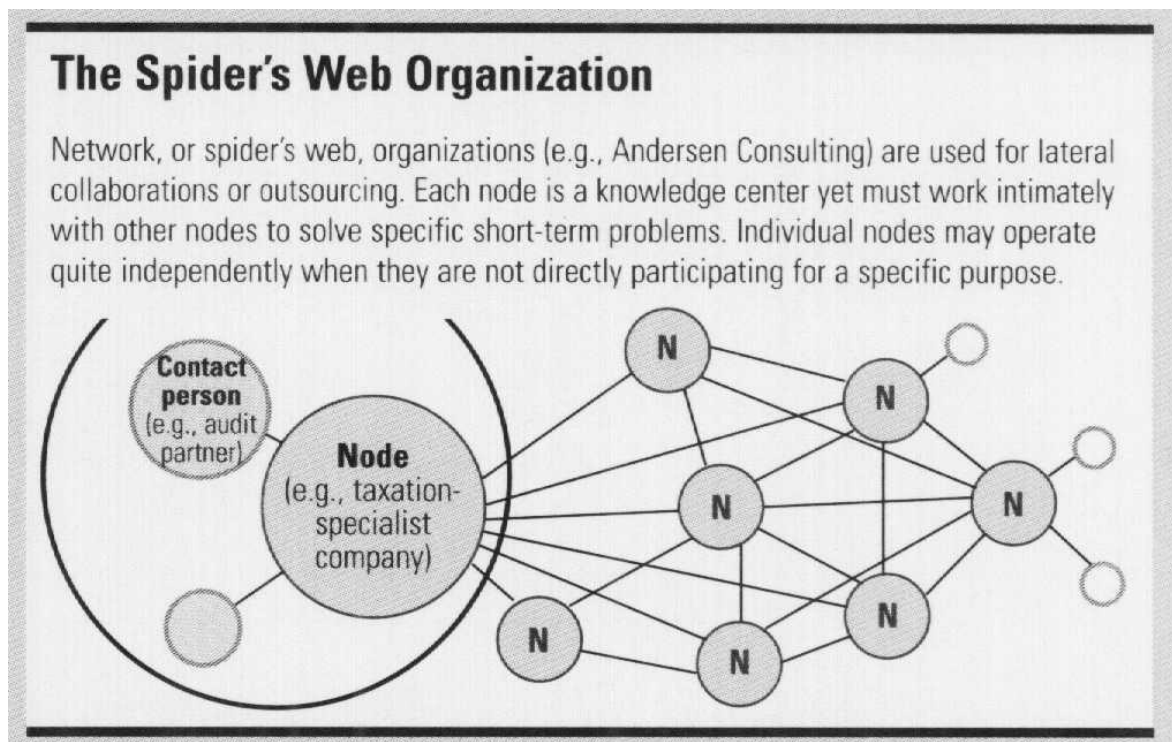 The Spider's Web Organization
Network, or spider's web, organizations (e.g., Andersen Consulting) are used for lateral
collaborations or outsourcing. Each node is a knowledge center yet must work intimately
with other nodes to solve specific short-term problems. Individual nodes may operate
quite independently when they are not directly participating for a specific purpose.
Contact
person
(e.g., audit
partner)
Node
(e.g., taxation-
specialist
company)
N
N
N
N
N
N
N